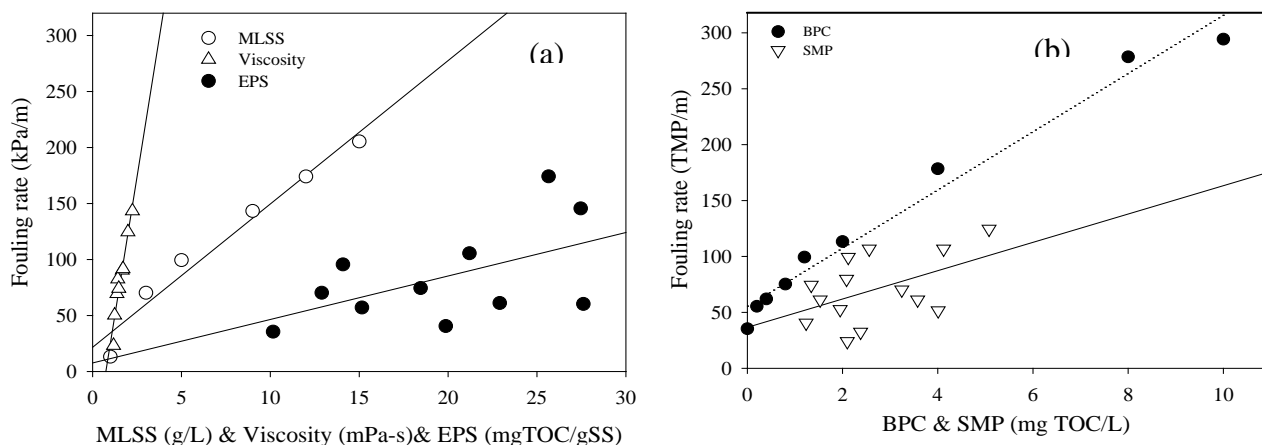 Fouling rate (kPa/m)
300
250
200
150
100
50
0
MLSS
Viscosity
EPS
(a)
0 5 10 15 20 25 30
MLSS (g/L) & Viscosity (mPa-s)& EPS (mgTOC/gSS)
Fouling rate (TMP/m)
300
250
200
150
100
50
0
BPC
SMP
(b)
0 2 4 6 8 10
BPC & SMP (mg TOC/L)